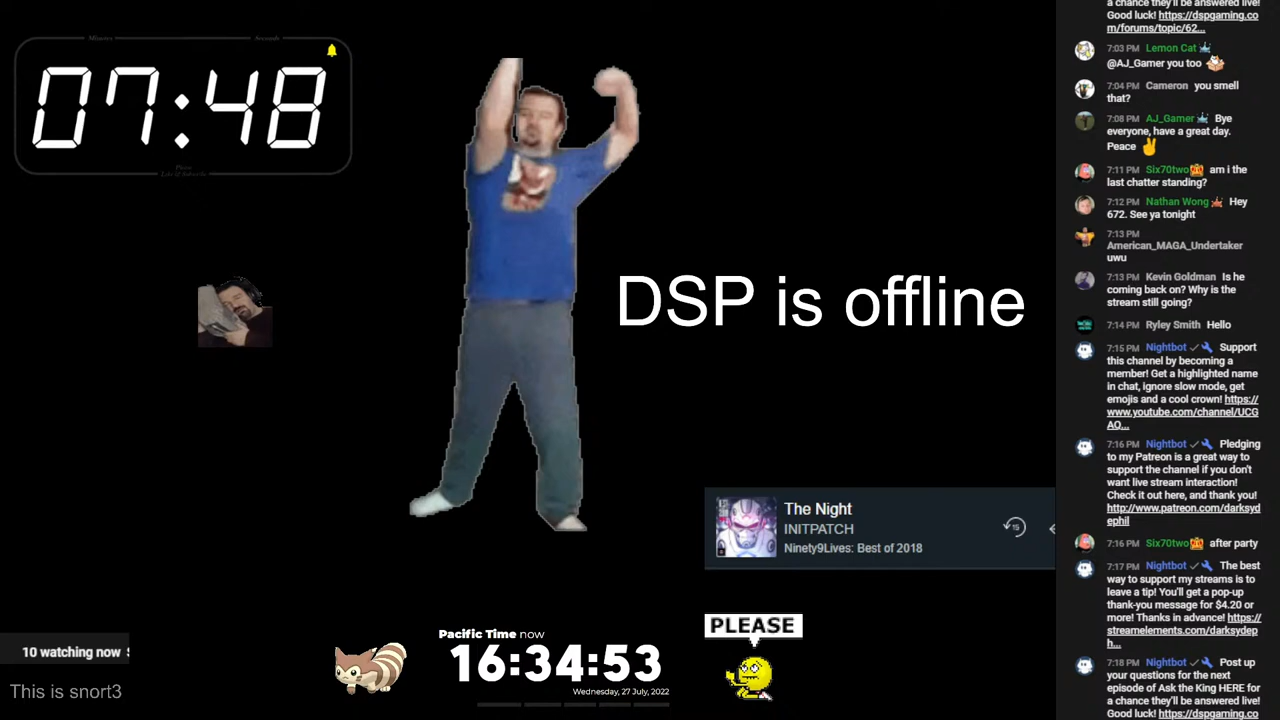 Minutes
Seconds
07:48
Please
Like & Subscribe
DSP is offline
The Night
INITPATCH
Ninety9Lives: Best of 2018
15
PLEASE
Pacific Time now
16:34:53
Wednesday, 27 July, 2022
10 watching now
This is snort3
a chance they'll be answered live!
Good luck! https://dspgaming.co
m/forums/topic/62...
7:03 PM Lemon Cat
@AJ_Gamer you too
7:04 PM Cameron you smell
that?
7:08 PM AJ_Gamer Bye
everyone, have a great day.
Peace
7:11 PM Six70two am i the
last chatter standing?
7:12 PM Nathan Wong Hey
672. See ya tonight
7:13 PM
American_MAGA_Undertaker
uwu
7:13 PM Kevin Goldman Is he
coming back on? Why is the
stream still going?
7:14 PM Ryley Smith Hello
7:15 PM Nightbot Support
this channel by becoming a
member! Get a highlighted name
in chat, ignore slow mode, get
emojis and a cool crown! https://
www.youtube.com/channel/UCG
AO...
7:16 PM Nightbot Pledging
to my Patreon is a great way to
support the channel if you don't
want live stream interaction!
Check it out here, and thank you!
http://www.patreon.com/darksyd
ephil
7:16 PM Six70two after party
7:17 PM Nightbot The best
way to support my streams is to
leave a tip! You'll get a pop-up
thank-you message for $4.20 or
more! Thanks in advance! https://
streamelements.com/darksydep
h...
7:18 PM Nightbot Post up
your questions for the next
episode of Ask the King HERE for
a chance they'll be answered live!
Good luck! https://dspgaming.co